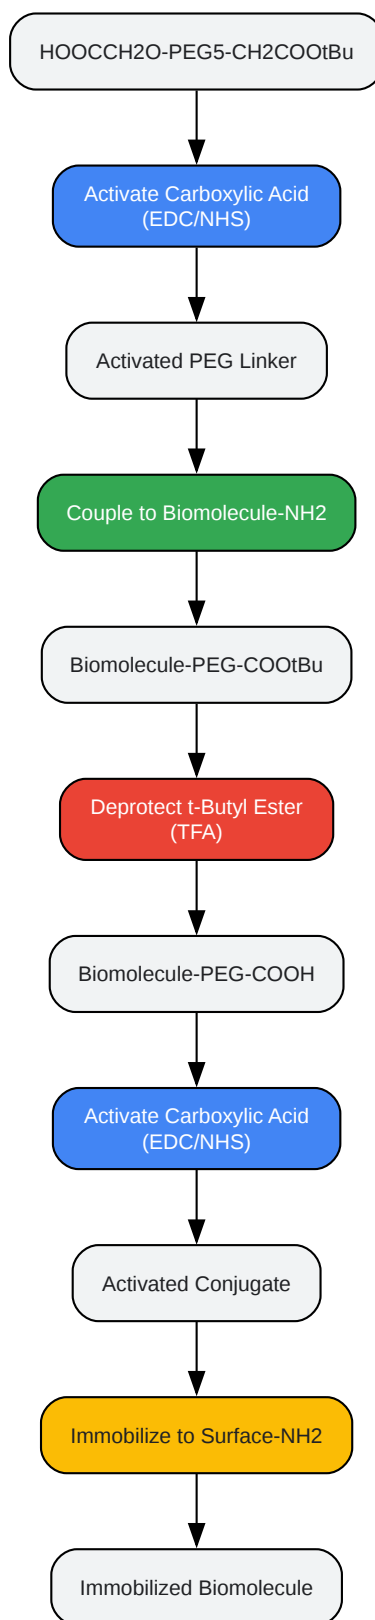 HOOCCH2O-PEG5-CH2COOtBu
Activate Carboxylic Acid
(EDC/NHS)
Activated PEG Linker
Couple to Biomolecule-NH2
Biomolecule-PEG-COOtBu
Deprotect t-Butyl Ester
(TFA)
Biomolecule-PEG-COOH
Activate Carboxylic Acid
(EDC/NHS)
Activated Conjugate
Immobilize to Surface-NH2
Immobilized Biomolecule